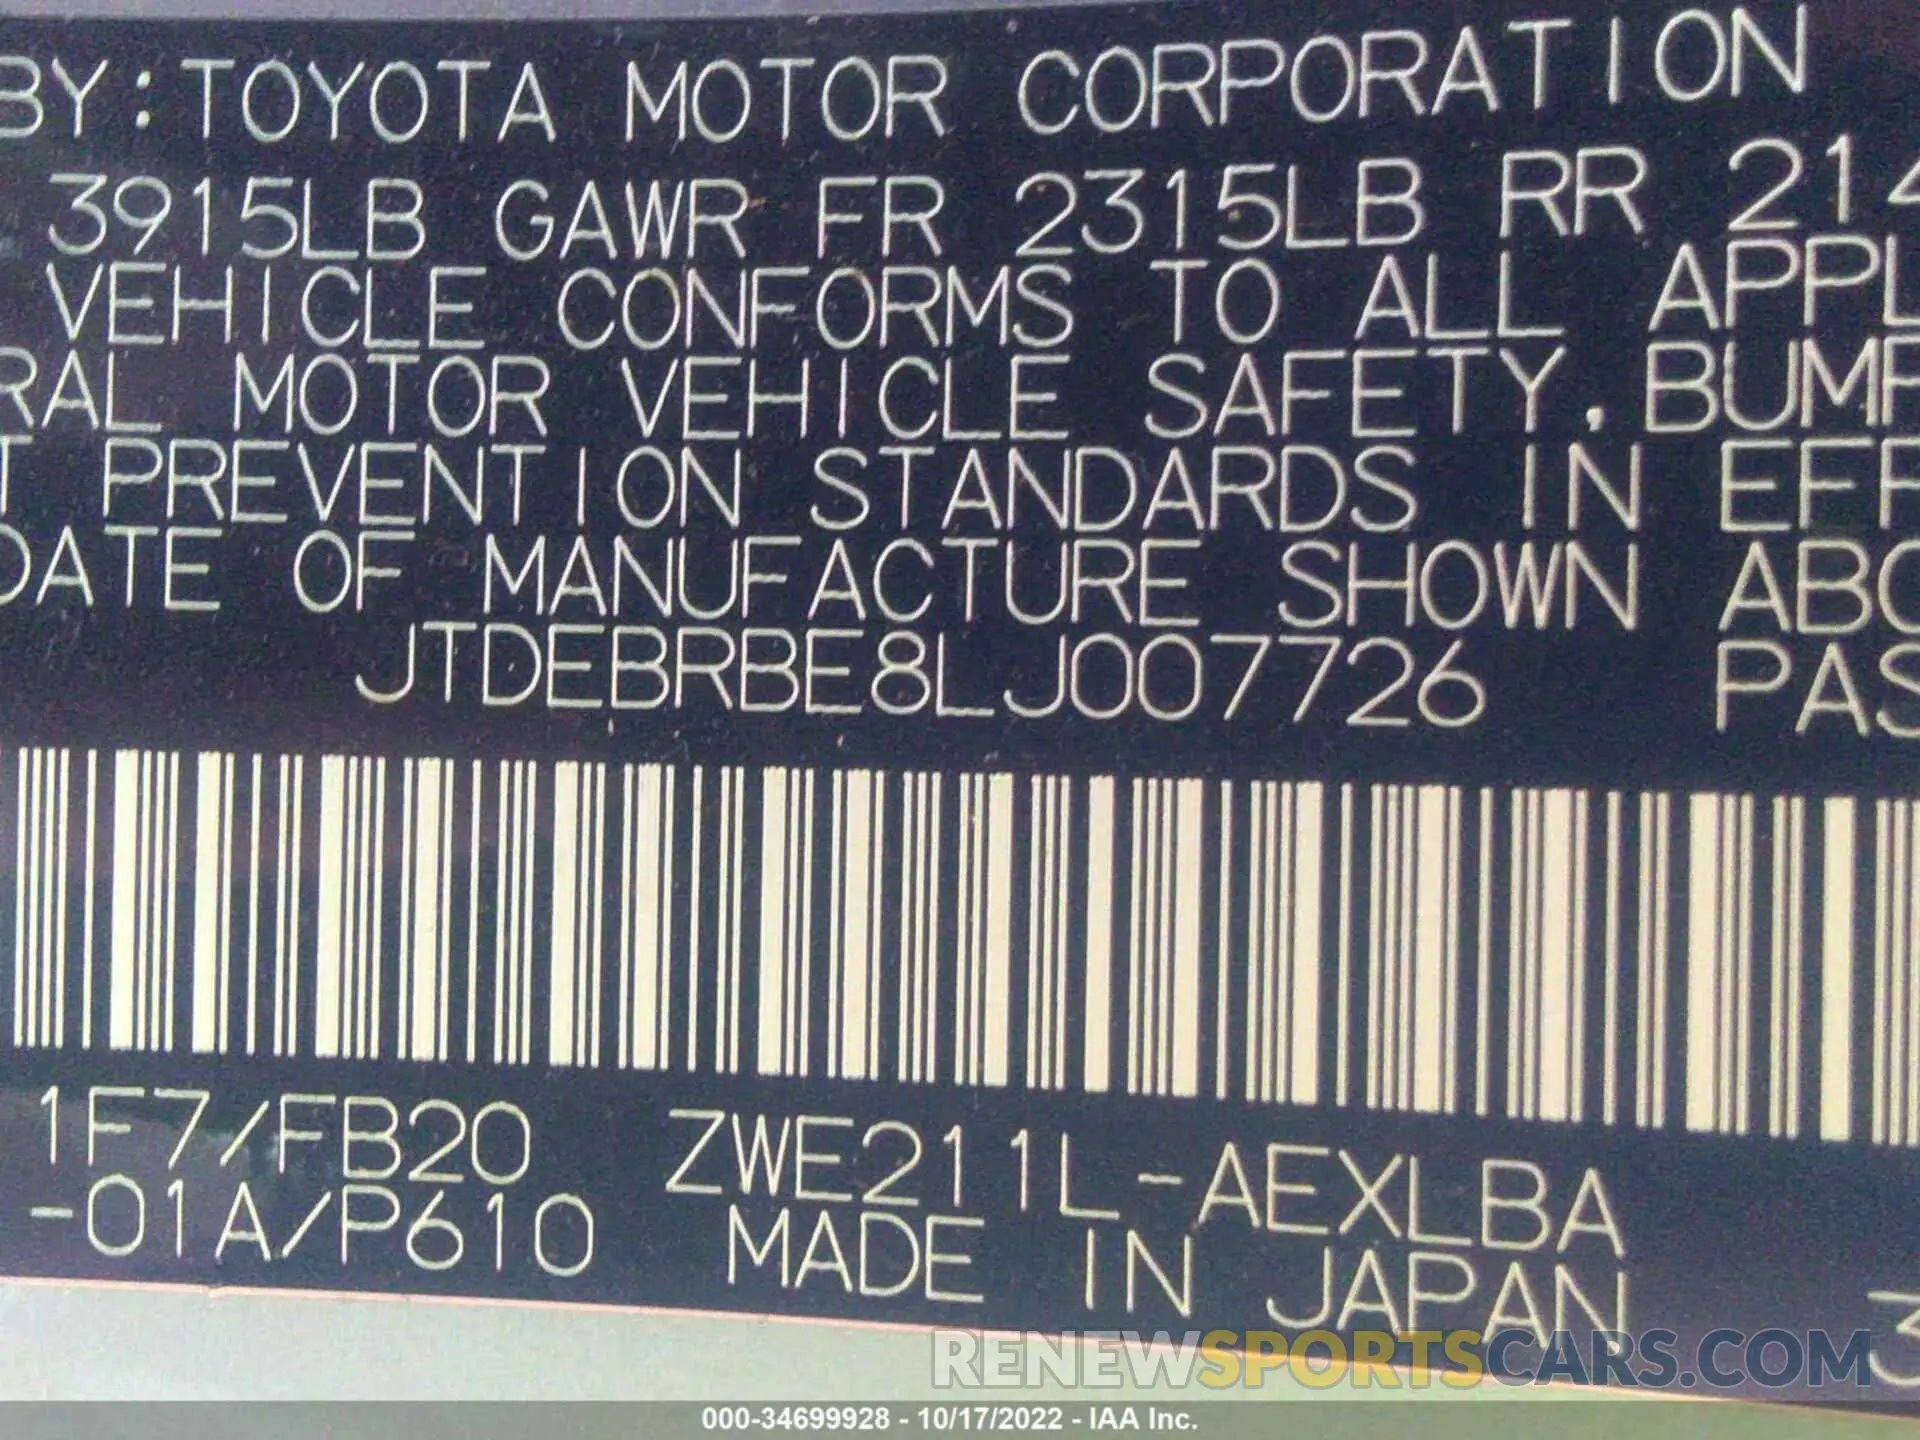 BY:TOYOTA MOTOR CORPORATION
3915LB GAWR FR 2315LB RR 214
VEHICLE CONFORMS TO ALL APPL
RAL MOTOR VEHICLE SAFETY, BUMP
T PREVENTION STANDARDS IN EFF
DATE OF MANUFACTURE SHOWN ABO
JTDEBRBE8LJ007726 PAS
1F7/FB20 ZWE211L-AEXLBA
-01A/P610 MADE IN JAPAN 3
RENEWSPORTSCARS.COM
000-34699928 - 10/17/2022 - IAA Inc.